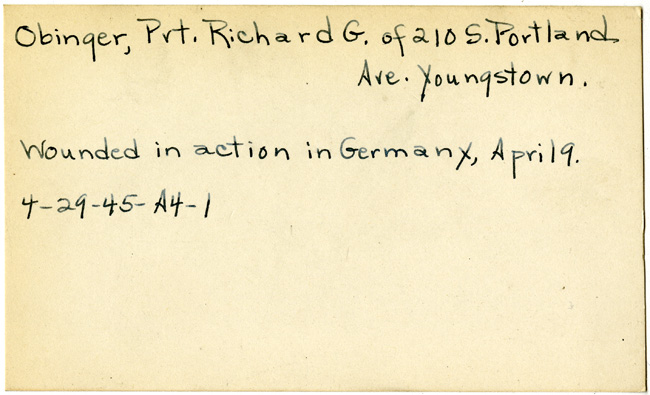 Obinger, Pvt. Richard G. of 210 S. Portland
Ave. Youngstown.
Wounded in action in Germany, April 9.
4-29-45- A4-1